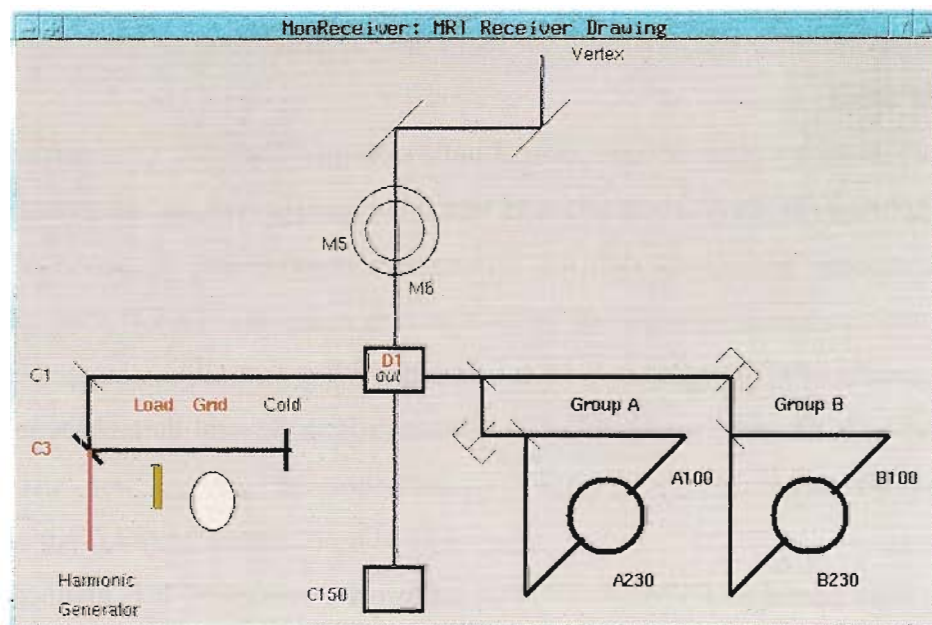 MonReceiver: MRT Receiver Drawing
Vertex
M5
M6
D1
out
C1
Load Grid Cold
Group A
Group B
C3
A100
B100
Harmonic
Generator
C150
A230
B230